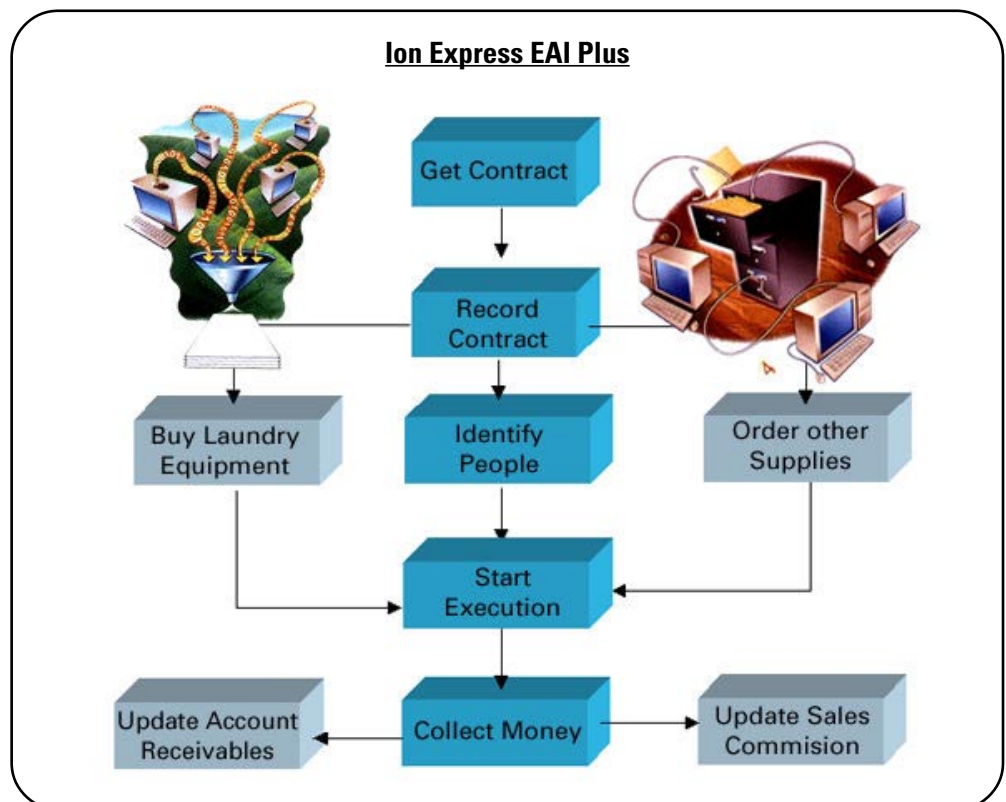 Ion Express EAI Plus
Get Contract
Record
Contract
Buy Laundry
Equipment
Identify
People
Order other
Supplies
Start
Execution
Update Account
Receivables
Collect Money
Update Sales
Commision